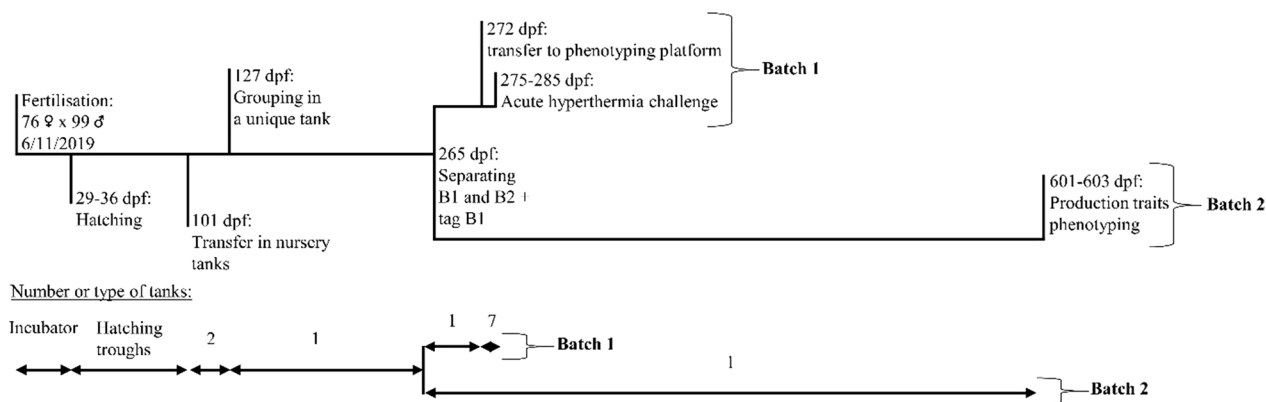 Fertilisation:
76 ♀ x 99 ♂
6/11/2019
29-36 dpf:
Hatching
101 dpf:
Transfer in nursery
tanks
127 dpf:
Grouping in
a unique tank
265 dpf:
Separating
B1 and B2 +
tag B1
272 dpf:
transfer to phenotyping platform
275-285 dpf:
Acute hyperthermia challenge
Batch 1
601-603 dpf:
Production traits
phenotyping
Batch 2
Number or type of tanks:
Incubator
Hatching
troughs
2
1
1
7
Batch 1
1
Batch 2